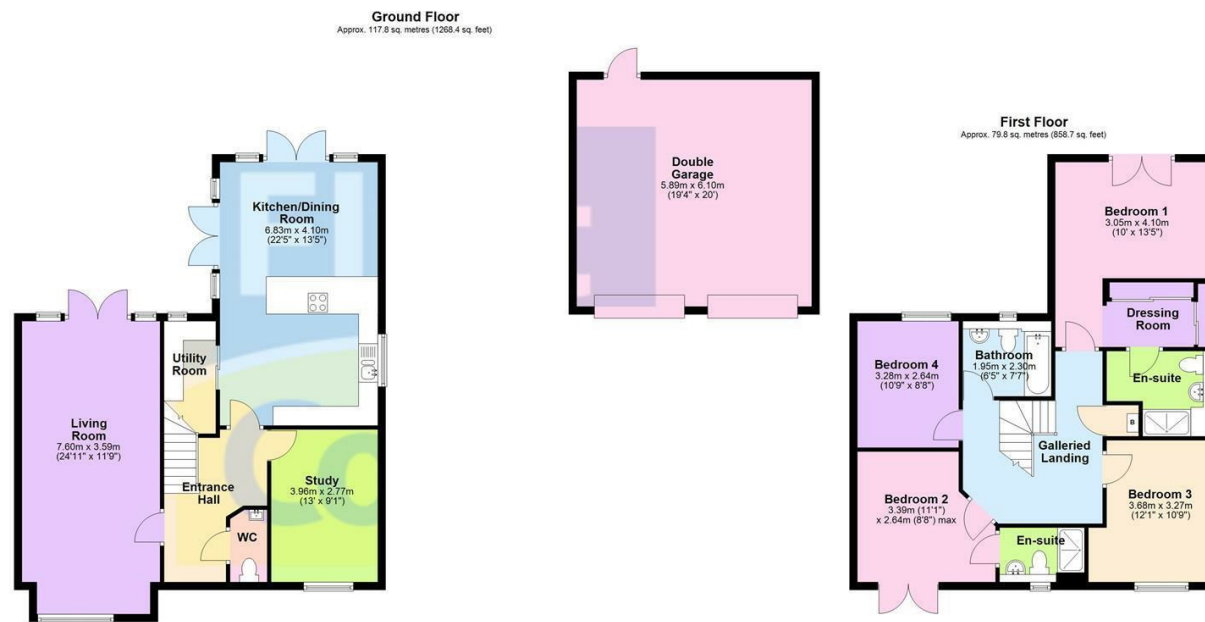 Ground Floor
Approx. 117.8 sq. metres (1268.4 sq. feet)
Kitchen/Dining
Room
6.83m x 4.10m
(22'5" x 13'5")
Utility
Room
Living
Room
7.60m x 3.59m
(24'11" x 11'9")
Entrance
Hall
Study
3.96m x 2.77m
(13' x 9'1")
WC
Double
Garage
5.89m x 6.10m
(19'4" x 20')
First Floor
Approx. 79.8 sq. metres (858.7 sq. feet)
Bedroom 1
3.05m x 4.10m
(10' x 13'5")
Dressing
Room
Bedroom 4
3.28m x 2.64m
(10'9" x 8'8")
Bathroom
1.95m x 2.30m
(6'5" x 7'7")
En-suite
B
Galleried
Landing
Bedroom 2
3.39m (11'1")
x 2.64m (8'8") max
Bedroom 3
3.68m x 3.27m
(12'1" x 10'9")
En-suite